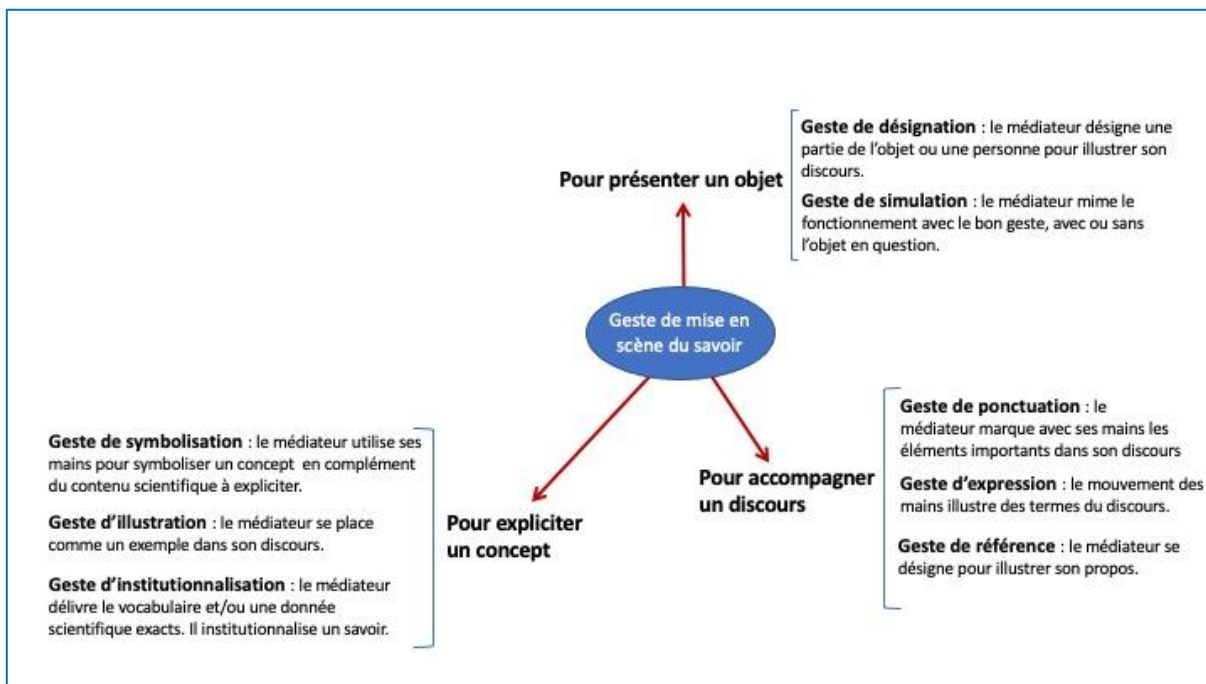 Geste de désignation : le médiateur désigne une
partie de l'objet ou une personne pour illustrer son
discours.
Pour présenter un objet
Geste de simulation : le médiateur mime le
fonctionnement avec le bon geste, avec ou sans
l'objet en question.
Geste de mise en
scène du savoir
Geste de symbolisation : le médiateur utilise ses
mains pour symboliser un concept en complément
du contenu scientifique à expliciter.
Geste d'illustration : le médiateur se place
comme un exemple dans son discours.
Geste d'institutionnalisation : le médiateur
délivre le vocabulaire et/ou une donnée
scientifique exacts. Il institutionnalise un savoir.
Pour expliciter
un concept
Pour accompagner
un discours
Geste de ponctuation : le
médiateur marque avec ses mains les
éléments importants dans son discours
Geste d'expression : le mouvement des
mains illustre des termes du discours.
Geste de référence : le médiateur se
désigne pour illustrer son propos.